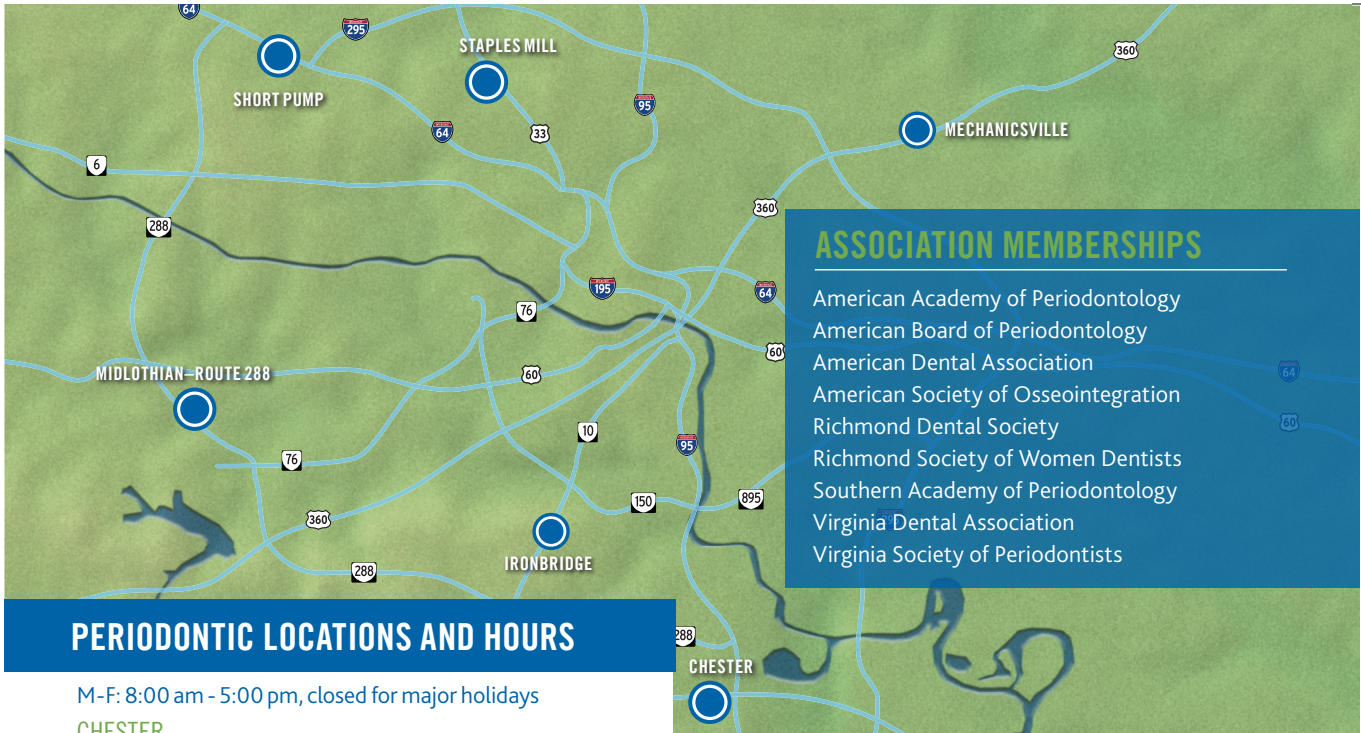 64
295
STAPLES MILL
360
SHORT PUMP
95
64
33
MECHANICSVILLE
6
360
288
ASSOCIATION MEMBERSHIPS
195
64
American Academy of Periodontology
76
American Board of Periodontology
60
American Dental Association
MIDLOTHIAN–ROUTE 288
60
64
American Society of Osseointegration
60
Richmond Dental Society
10
95
Richmond Society of Women Dentists
76
Southern Academy of Periodontology
150
895
360
Virginia Dental Association
Virginia Society of Periodontists
IRONBRIDGE
288
PERIODONTIC LOCATIONS AND HOURS
288
CHESTER
M-F: 8:00 am - 5:00 pm, closed for major holidays
CHESTER